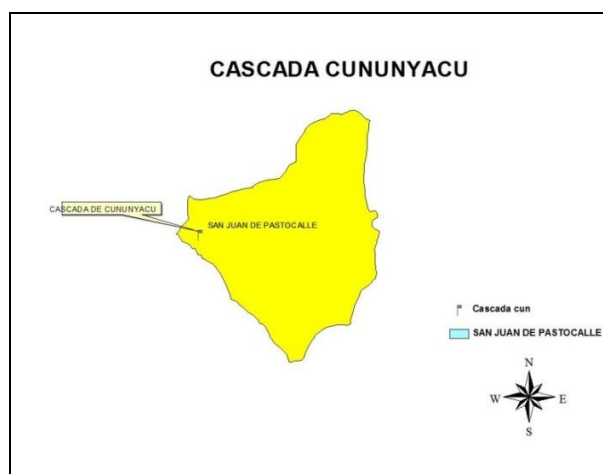 CASCADA CUNUNYACU
CASCADA DE CUNUNYACU
SAN JUAN DE PASTOCALLE
Cascada cun
SAN JUAN DE PASTOCALLE
N
W E
S